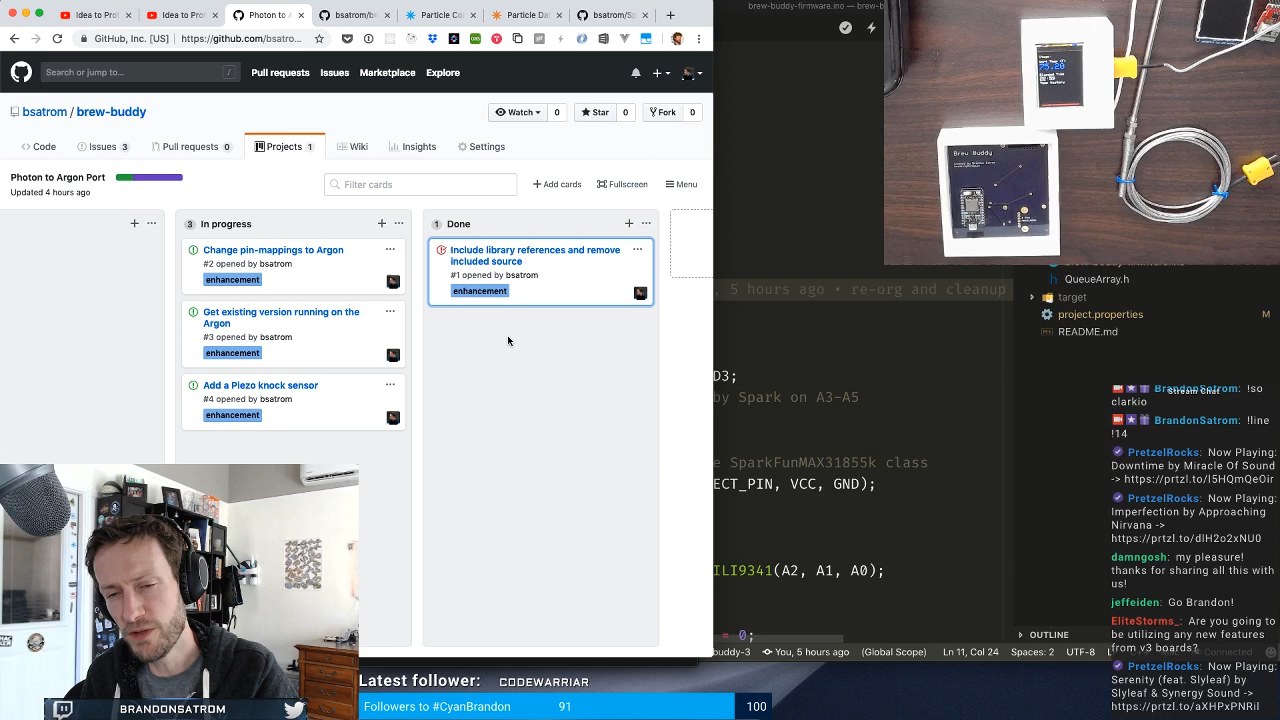 Idea to Prot
Idea to Prot
Photon to A
bsatrom/br
Particle Co
Particle Da
bsatrom/Sp
GitHub, Inc. [US]
https://github.com/bsatro...
Search or jump to...
/
Pull requests
Issues
Marketplace
Explore
bsatrom / brew-buddy
Watch 0
Star 0
Fork 0
Code
Issues 3
Pull requests 0
Projects 1
Wiki
Insights
Settings
Photon to Argon Port
Updated 4 hours ago
Filter cards
Add cards
Fullscreen
Menu
3 In progress
Change pin-mappings to Argon
#2 opened by bsatrom
enhancement
Get existing version running on the
Argon
#3 opened by bsatrom
enhancement
Add a Piezo knock sensor
#4 opened by bsatrom
enhancement
1 Done
Include library references and remove
included source
#1 opened by bsatrom
enhancement
brew-buddy-firmware.ino — brew-b
Brew Buddy
75.20
, 5 hours ago • re-org and cleanup
D3;
by Spark on A3-A5
e SparkFunMAX31855k class
ECT_PIN, VCC, GND);
ILI9341(A2, A1, A0);
= 0;
QueueArray.h
target
project.properties M
README.md
OUTLINE
buddy-3
You, 5 hours ago
(Global Scope)
Ln 11, Col 24
Spaces: 2
UTF-8
Connected
Stream Chat
BrandonSatrom: !so
clarkio
BrandonSatrom: !line
!14
PretzelRocks: Now Playing:
Downtime by Miracle Of Sound
-> https://prtzl.to/I5HQmQeOir
PretzelRocks: Now Playing:
Imperfection by Approaching
Nirvana ->
https://prtzl.to/dlH2o2xNU0
damngosh: my pleasure!
thanks for sharing all this with
us!
jeffeiden: Go Brandon!
EliteStorms_: Are you going to
be utilizing any new features
from v3 boards?
PretzelRocks: Now Playing:
Serenity (feat. Slyleaf) by
Slyleaf & Synergy Sound ->
https://prtzl.to/aXHPxPNRil
BRANDONSATROM
Latest follower: CODEWARRIAR
Followers to #CyanBrandon 91 100